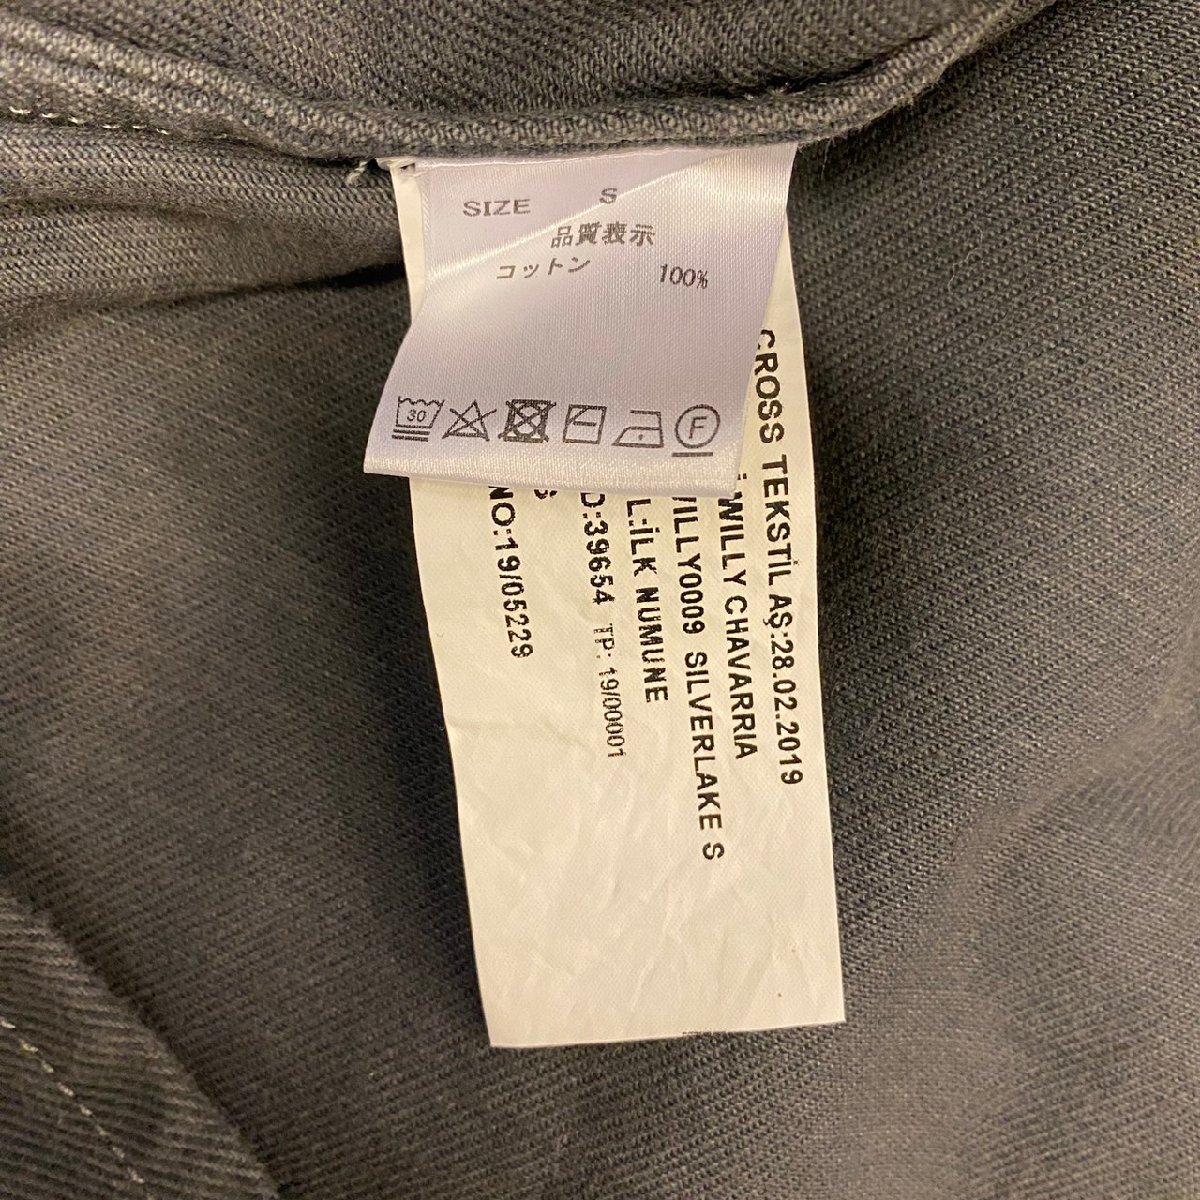 SIZE S
品質表示
コットン 100%
30
F
CROSS TEKSTİL AŞ:28.02.2019
WILLY CHAVARRIA
ILLY0009 SILVERLAKE S
L:İLK NUMUNE
O:39654 TP: 19/00001
S
NO:19/05229